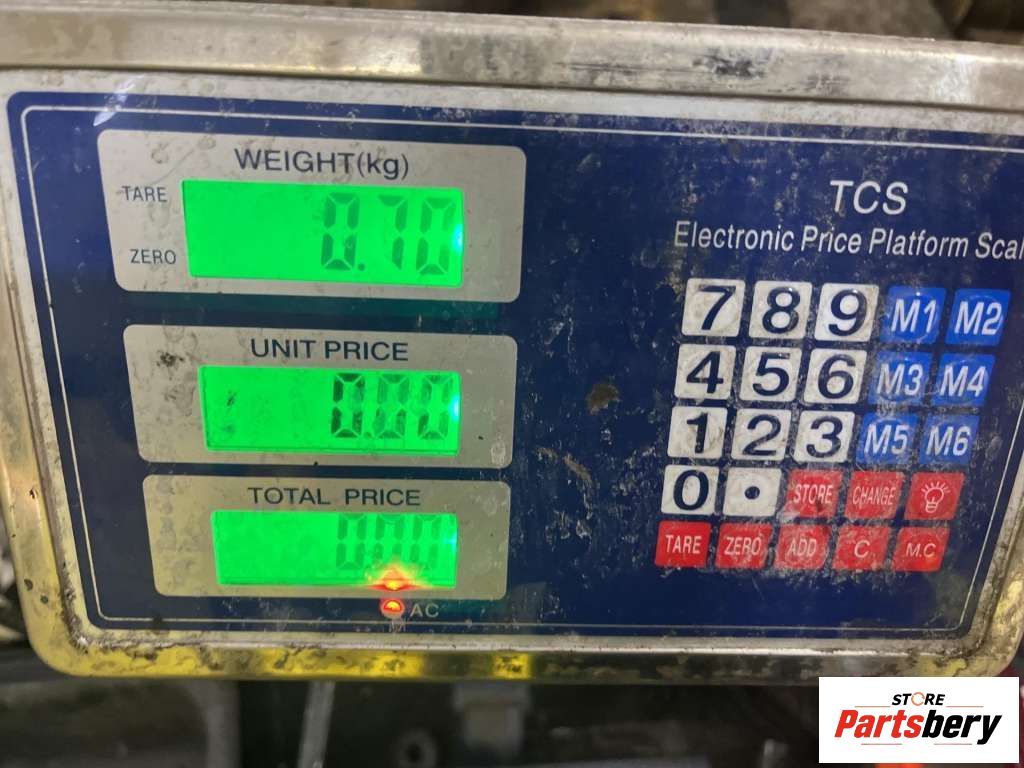 WEIGHT(kg)
TARE
ZERO
0.70
UNIT PRICE
0.00
TOTAL PRICE
0.00
AC
TCS
Electronic Price Platform Scal
7 8 9 M1 M2
4 5 6 M3 M4
1 2 3 M5 M6
0 . STORE CHANGE
TARE ZERO ADD C M.C
STORE
Partsbery